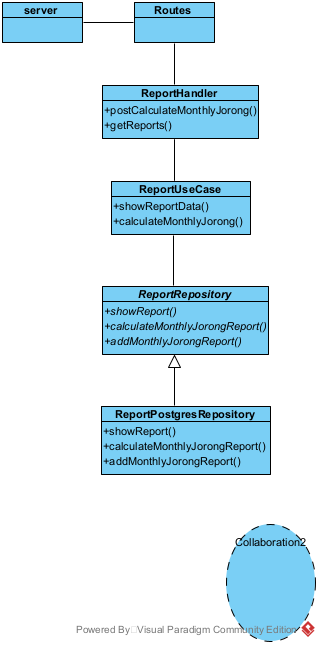 server
Routes
ReportHandler
+postCalculateMonthlyJorong()
+getReports()
ReportUseCase
+showReportData()
+calculateMonthlyJorong()
ReportRepository
+showReport()
+calculateMonthlyJorongReport()
+addMonthlyJorongReport()
ReportPostgresRepository
+showReport()
+calculateMonthlyJorongReport()
+addMonthlyJorongReport()
Collaboration2
Powered By Visual Paradigm Community Edition